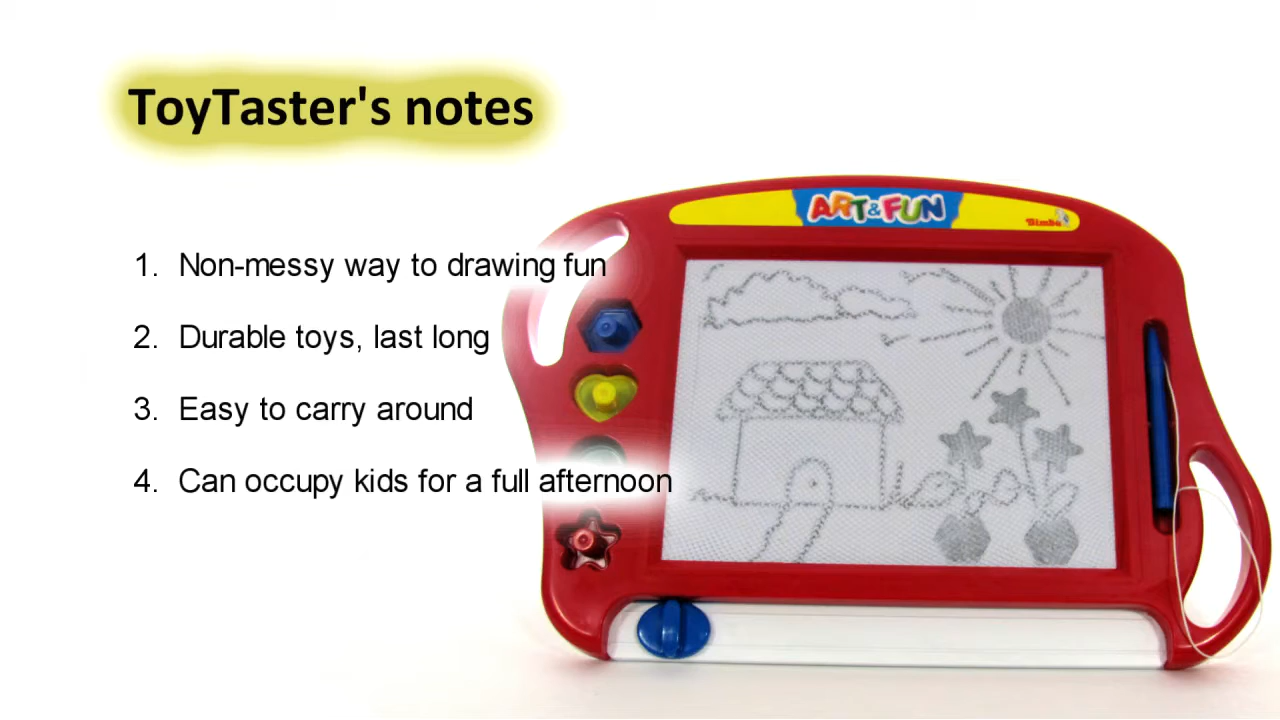 ToyTaster's notes
ART & FUN
Simba
1. Non-messy way to drawing fun
2. Durable toys, last long
3. Easy to carry around
4. Can occupy kids for a full afternoon